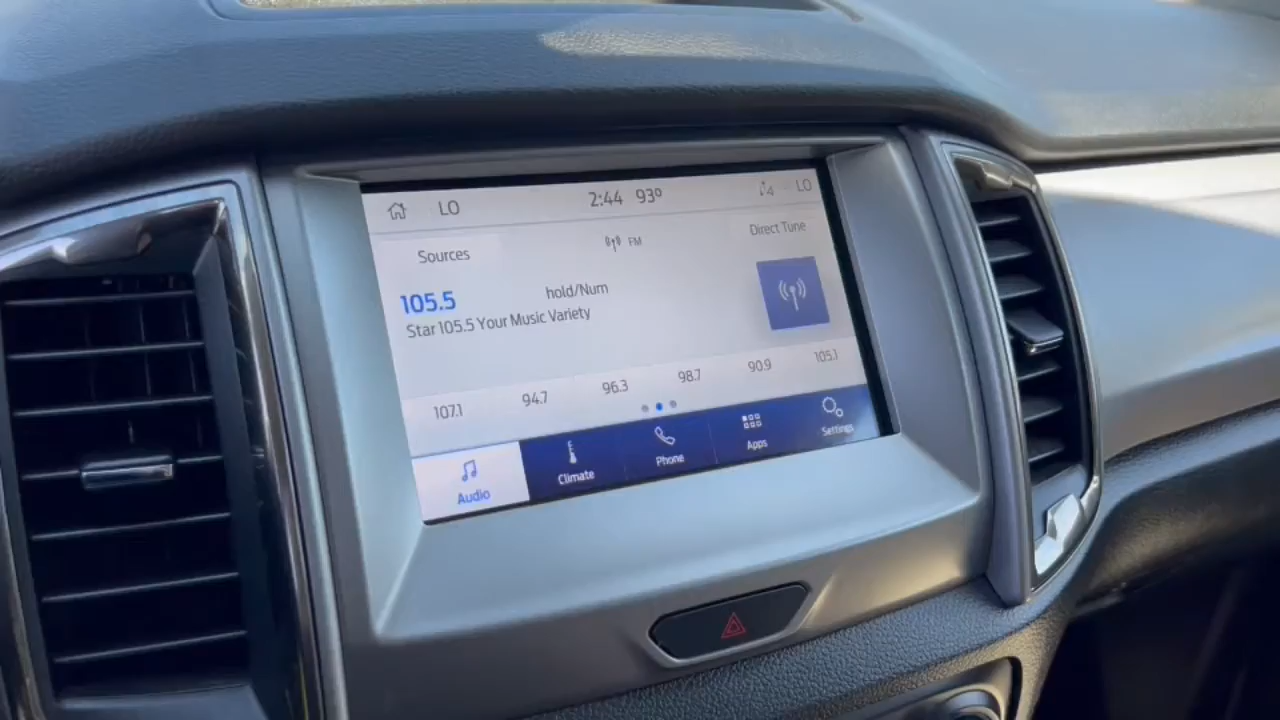 LO 2:44 93° LO
Sources FM Direct Tune
105.5 hold/Num
Star 105.5 Your Music Variety
107.1 94.7 96.3 98.7 90.9 105.1
Audio Climate Phone Apps Settings